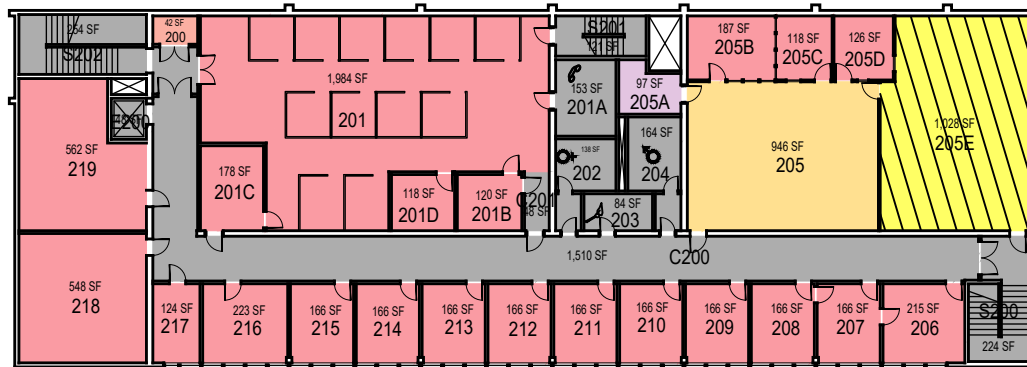 254 SF
S202
42 SF
200
1,984 SF
201
S201
121 SF
187 SF
205B
118 SF
205C
126 SF
205D
153 SF
201A
97 SF
205A
E200
562 SF
219
138 SF
202
164 SF
204
946 SF
205
1,028 SF
205E
178 SF
201C
118 SF
201D
120 SF
201B
C201
48 SF
84 SF
203
1,510 SF
C200
548 SF
218
124 SF
217
223 SF
216
166 SF
215
166 SF
214
166 SF
213
166 SF
212
166 SF
211
166 SF
210
166 SF
209
166 SF
208
166 SF
207
215 SF
206
S200
224 SF